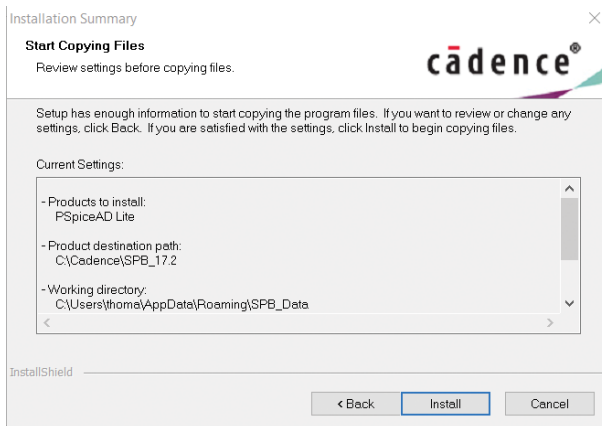 Installation Summary
Start Copying Files
Review settings before copying files.
cādence®
Setup has enough information to start copying the program files. If you want to review or change any
settings, click Back. If you are satisfied with the settings, click Install to begin copying files.
Current Settings:
- Products to install:
PSpiceAD Lite
- Product destination path:
C:\Cadence\SPB_17.2
- Working directory:
C:\Users\thoma\AppData\Roaming\SPB_Data
InstallShield
< Back
Install
Cancel